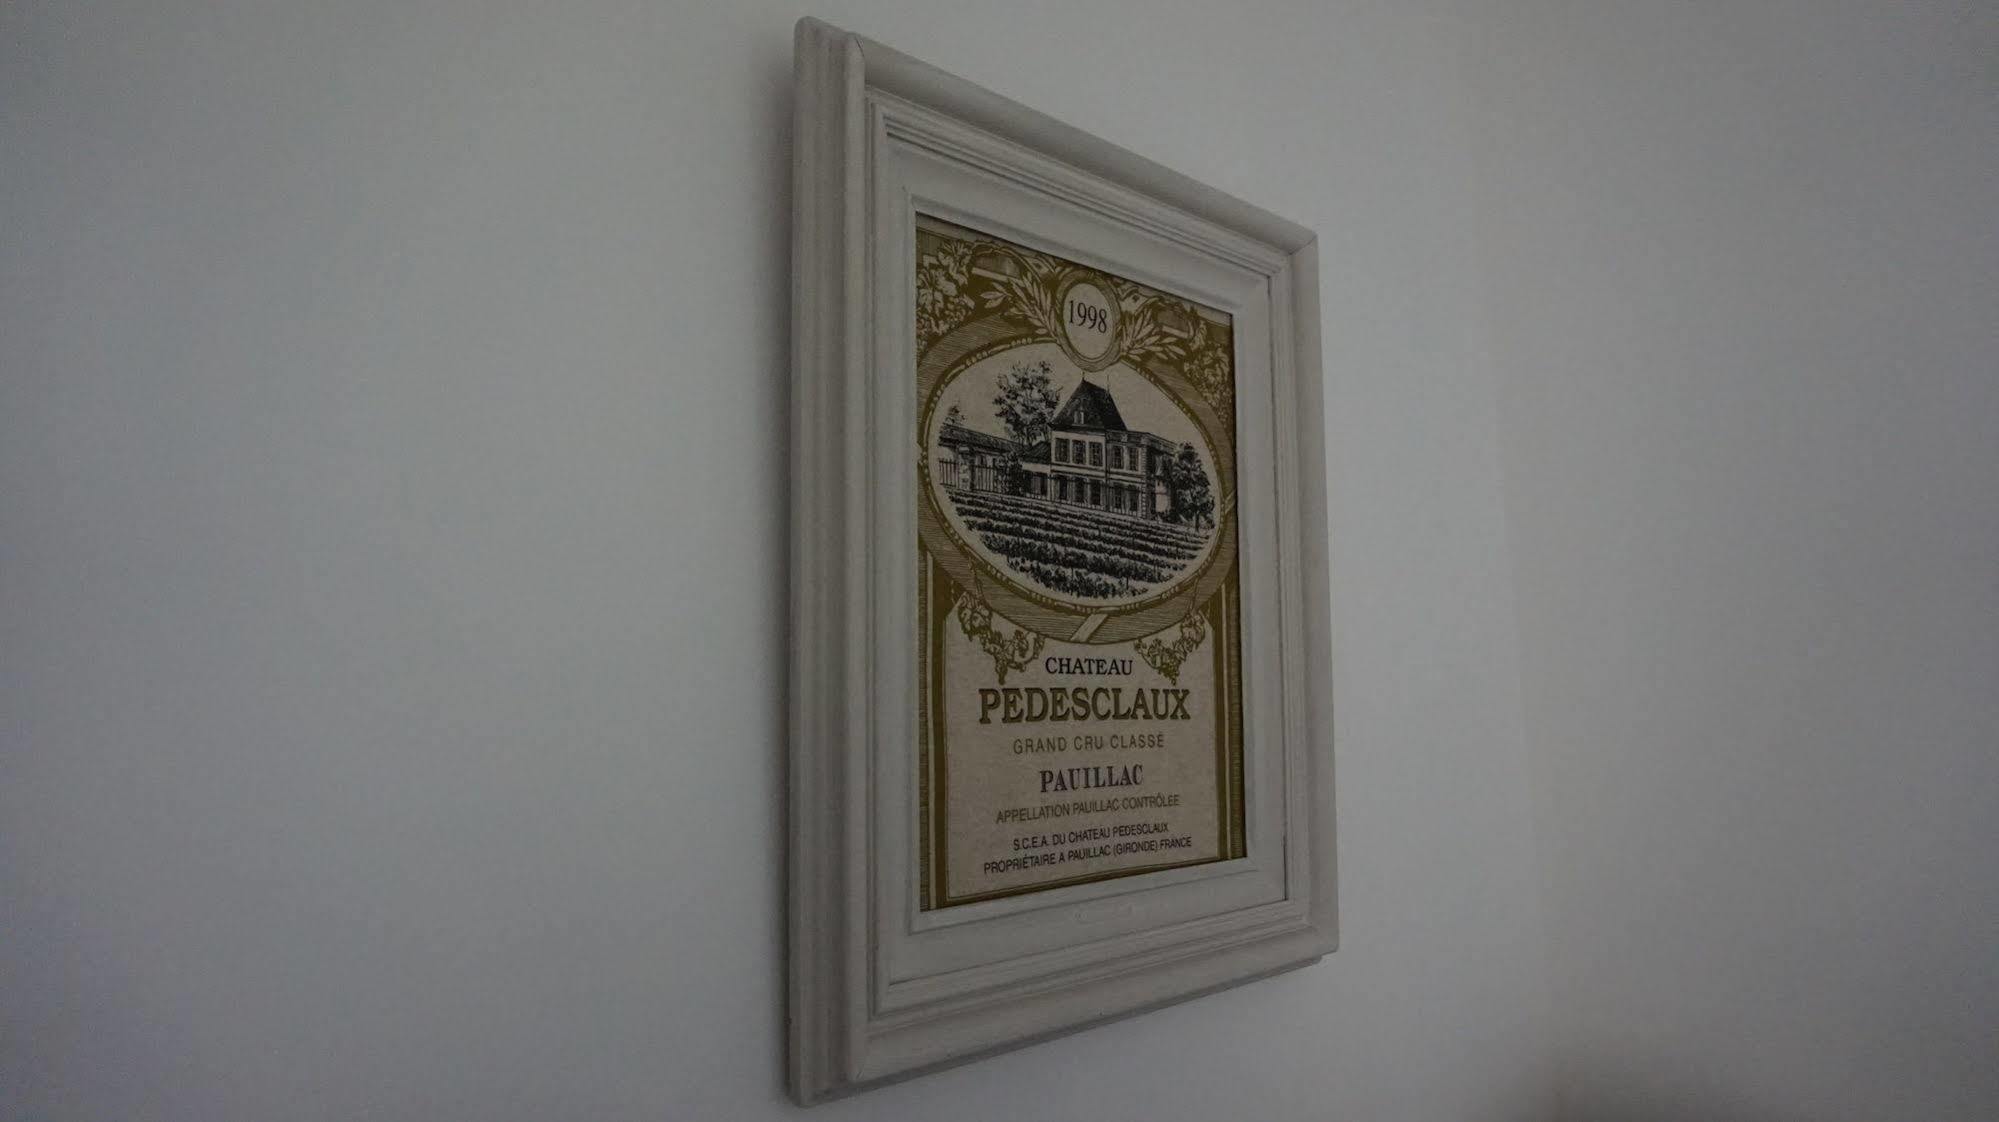 1998
CHATEAU
PEDESCLAUX
GRAND CRU CLASSÉ
PAUILLAC
APPELLATION PAUILLAC CONTRÔLÉE
S.C.E.A. DU CHATEAU PEDESCLAUX
PROPRIÉTAIRE A PAUILLAC (GIRONDE) FRANCE